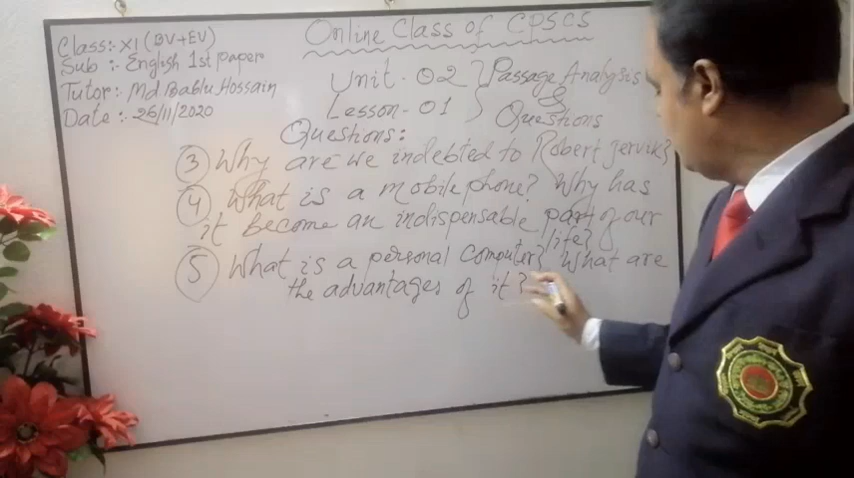 Online Class of CPSCS
Class:- XI (BV+EV)
Sub :- English 1st Paper
Tutor:- Md Bablu Hossain
Date :- 26/11/2020
Unit - 02 } Passage Analysis
&
Lesson - 01 } Questions
Questions:
③ Why are we indebted to Robert Jervik?
④ What is a mobile phone? Why has
it become an indispensable part of our
life?
⑤ What is a personal computer? What are
the advantages of it?